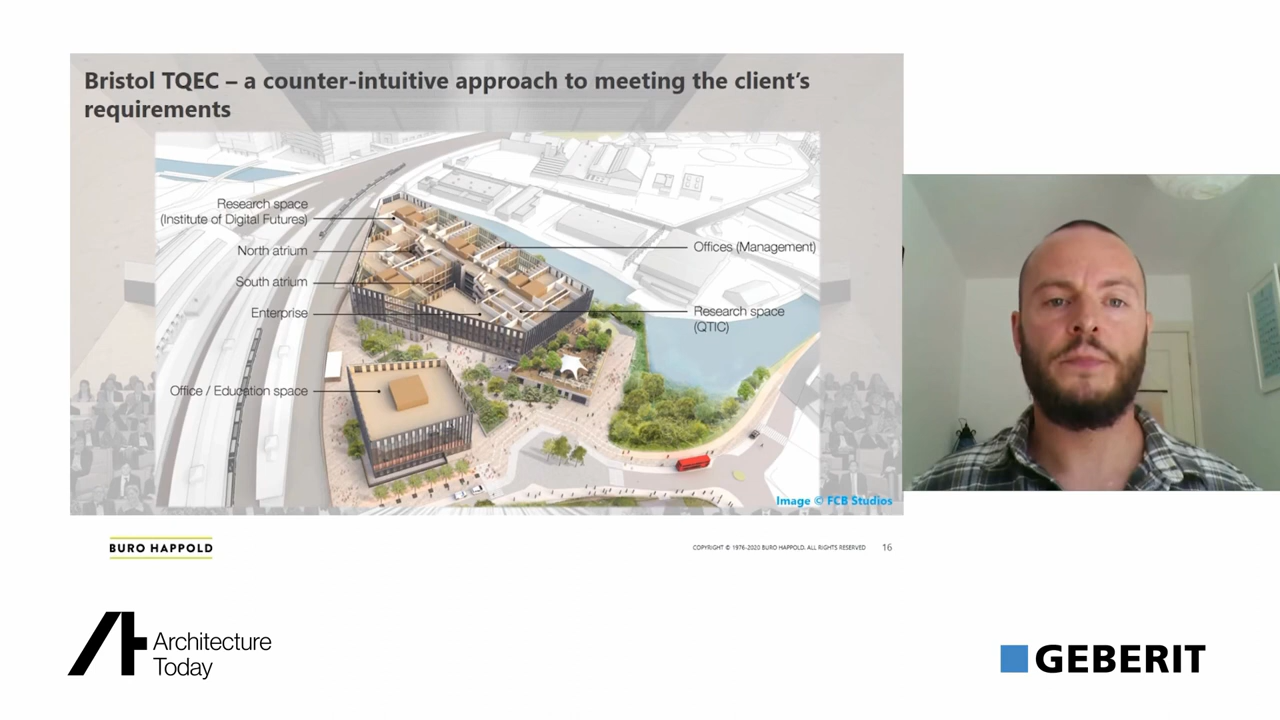 Bristol TQEC – a counter-intuitive approach to meeting the client's
requirements
Research space
(Institute of Digital Futures)
North atrium
South atrium
Enterprise
Office / Education space
Offices (Management)
Research space
(QTIC)
Image © FCB Studios
BURO HAPPOLD
COPYRIGHT © 1976-2020 BURO HAPPOLD. ALL RIGHTS RESERVED
16
Architecture
Today
GEBERIT